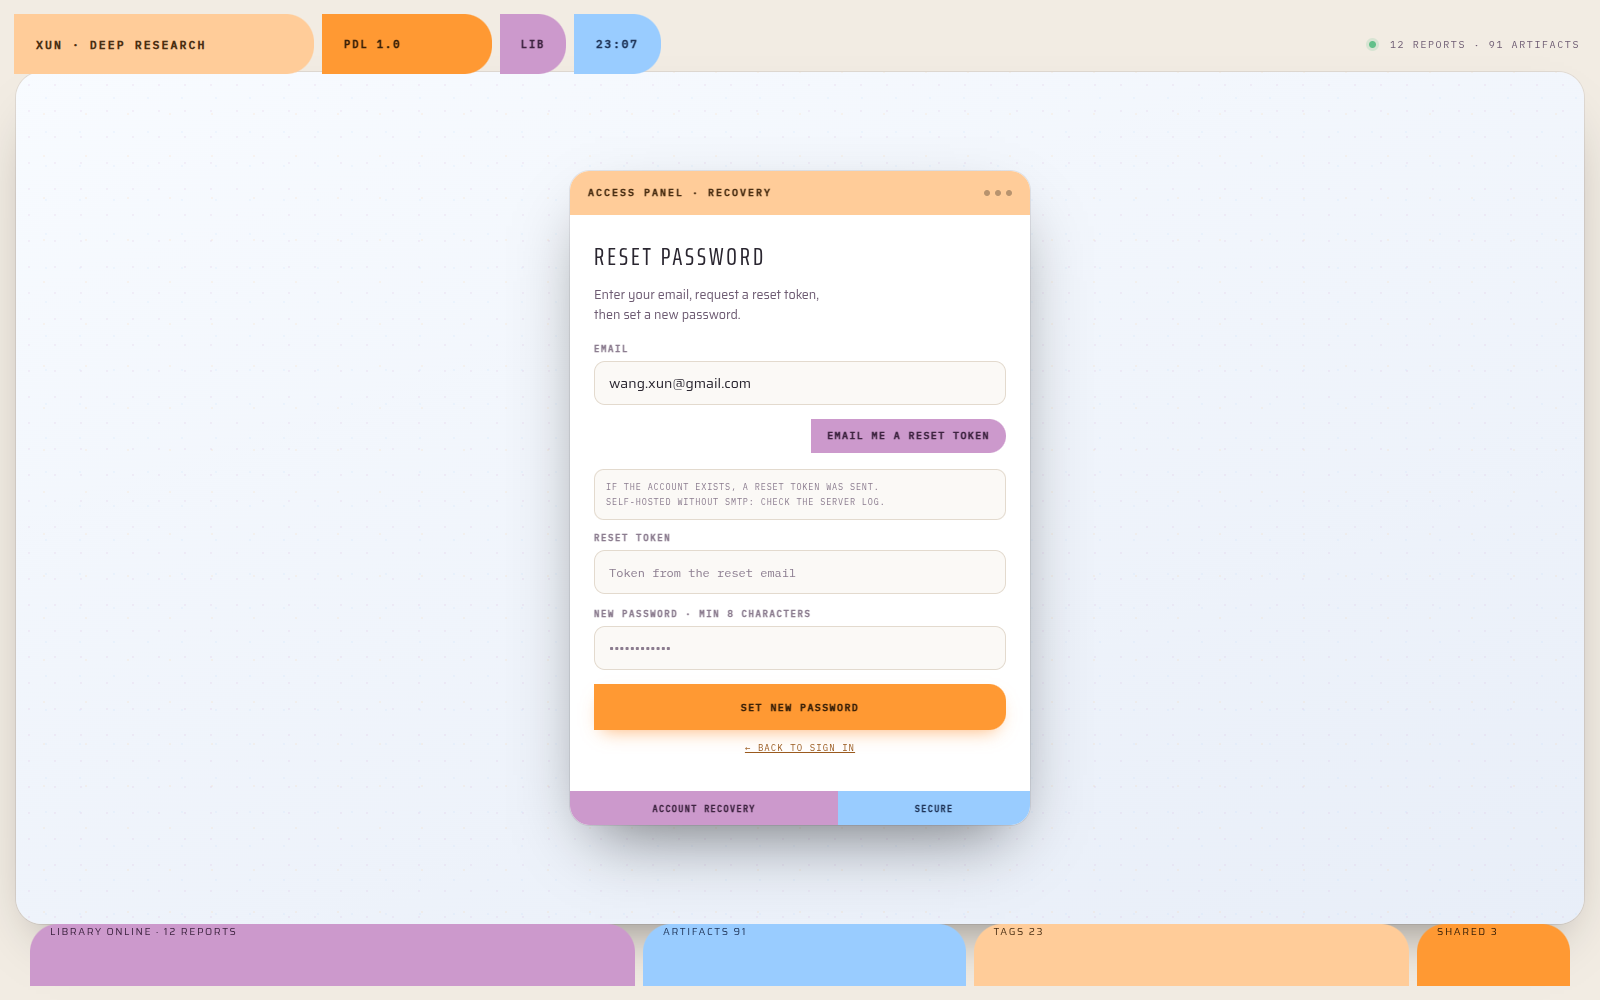 XUN · DEEP RESEARCH
PDL 1.0
LIB
23:07
12 REPORTS · 91 ARTIFACTS
ACCESS PANEL · RECOVERY
RESET PASSWORD
Enter your email, request a reset token,
then set a new password.
EMAIL
wang.xun@gmail.com
EMAIL ME A RESET TOKEN
IF THE ACCOUNT EXISTS, A RESET TOKEN WAS SENT.
SELF-HOSTED WITHOUT SMTP: CHECK THE SERVER LOG.
RESET TOKEN
Token from the reset email
NEW PASSWORD · MIN 8 CHARACTERS
••••••••••••
SET NEW PASSWORD
← BACK TO SIGN IN
ACCOUNT RECOVERY
SECURE
LIBRARY ONLINE · 12 REPORTS
ARTIFACTS 91
TAGS 23
SHARED 3